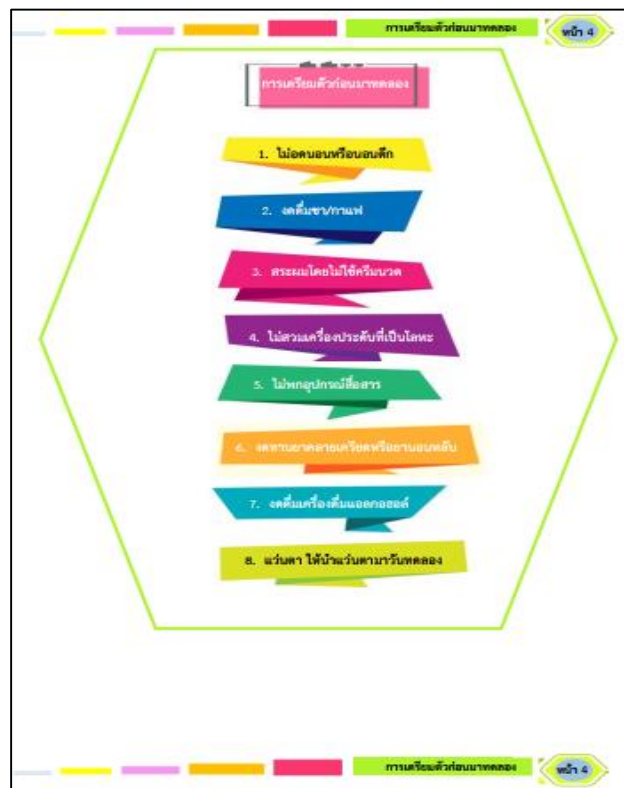 การเตรียมตัวก่อนมาทดลอง
หน้า 4
การเตรียมตัวก่อนมาทดลอง
1. ไม่อดนอนหรือนอนดึก
2. งดดื่มชา/กาแฟ
3. สระผมโดยไม่ใช้ครีมนวด
4. ไม่สวมเครื่องประดับที่เป็นโลหะ
5. ไม่พกอุปกรณ์สื่อสาร
6. งดทานยาคลายเครียดหรือยานอนหลับ
7. งดดื่มเครื่องดื่มแอลกอฮอล์
8. แว่นตา ให้นำแว่นตามาวันทดลอง
การเตรียมตัวก่อนมาทดลอง
หน้า 4